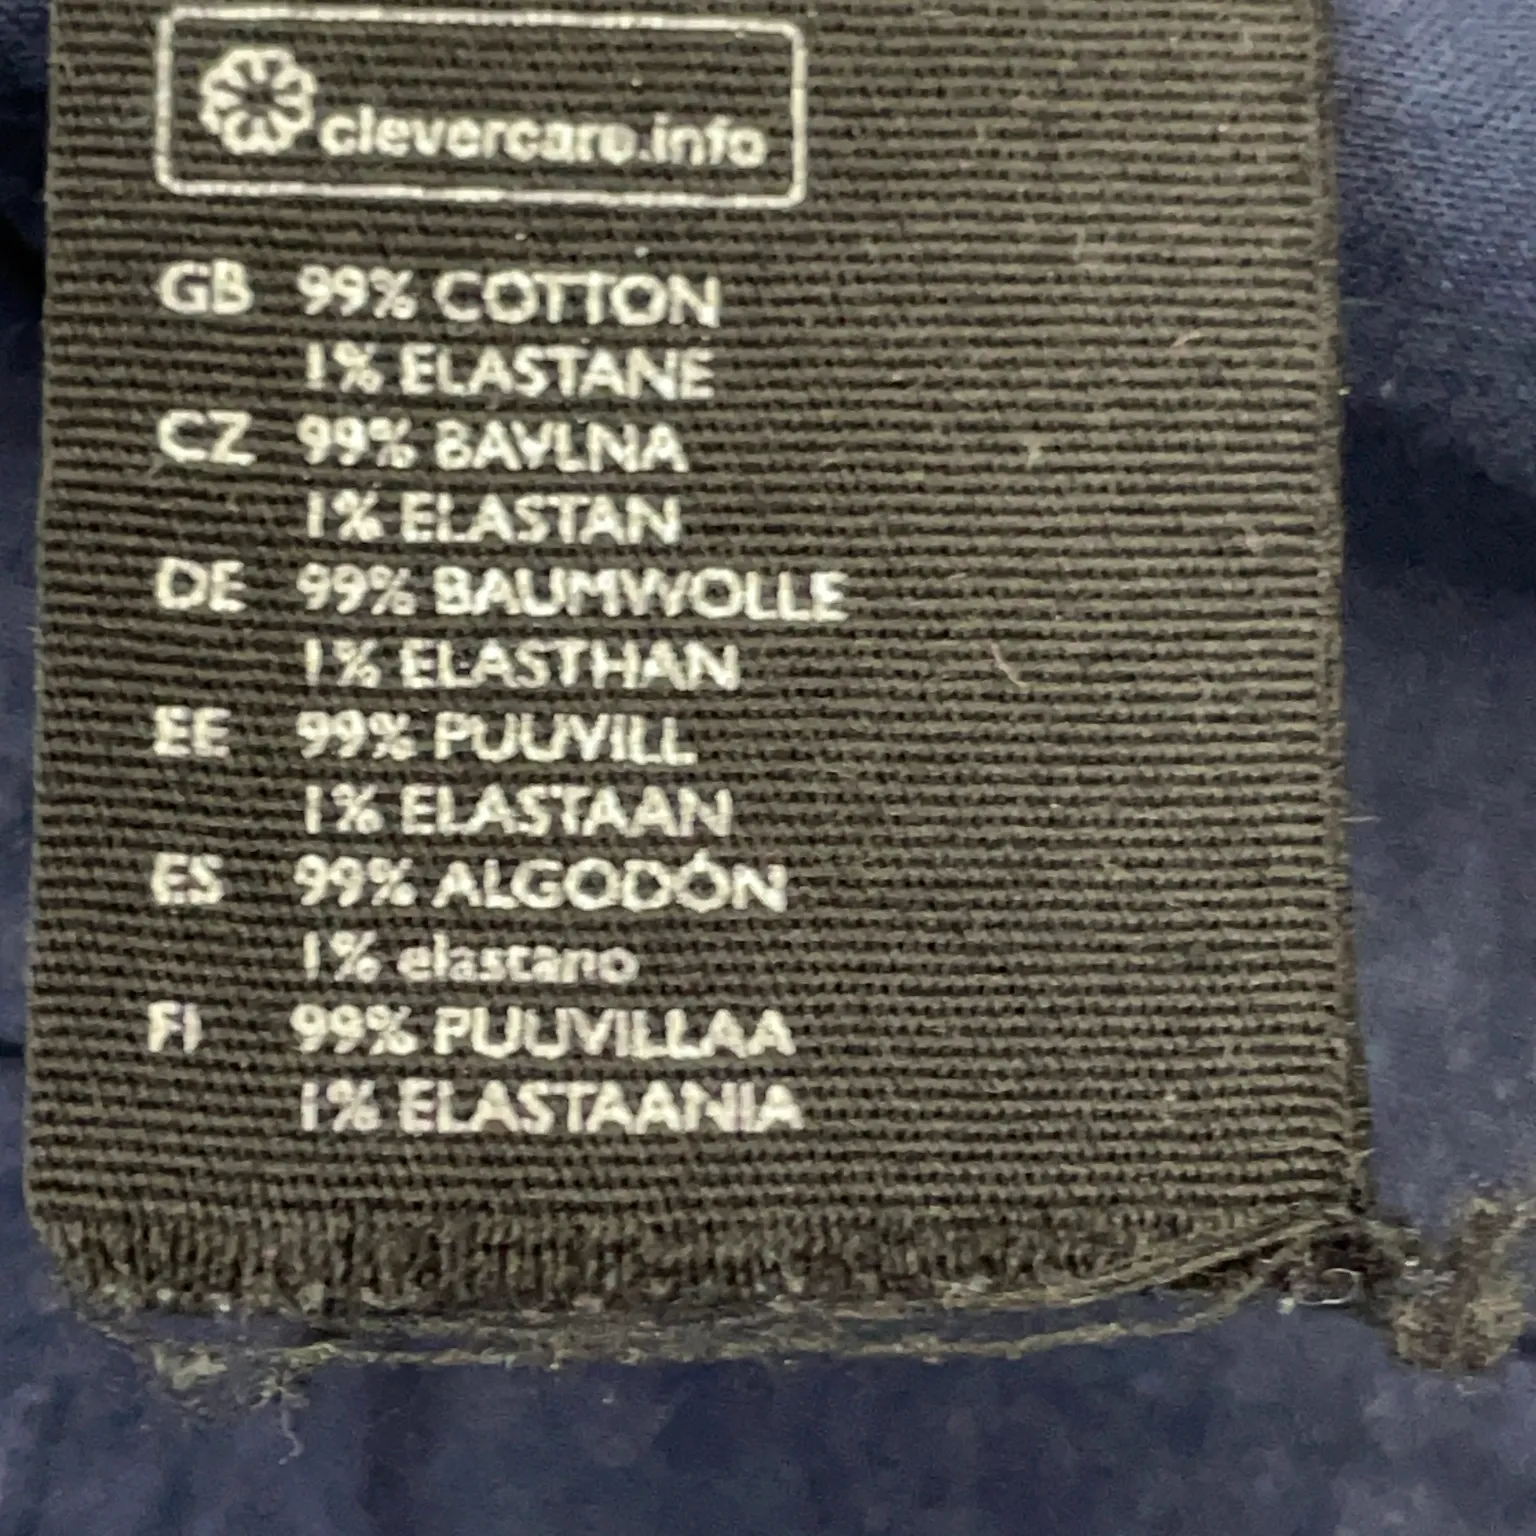 clevercare.info
GB 99% COTTON
1% ELASTANE
CZ 99% BAVLNA
1% ELASTAN
DE 99% BAUMWOLLE
1% ELASTHAN
EE 99% PUUVILL
1% ELASTAAN
ES 99% ALGODÓN
1% elastano
FI 99% PUUVILLAA
1% ELASTAANIA